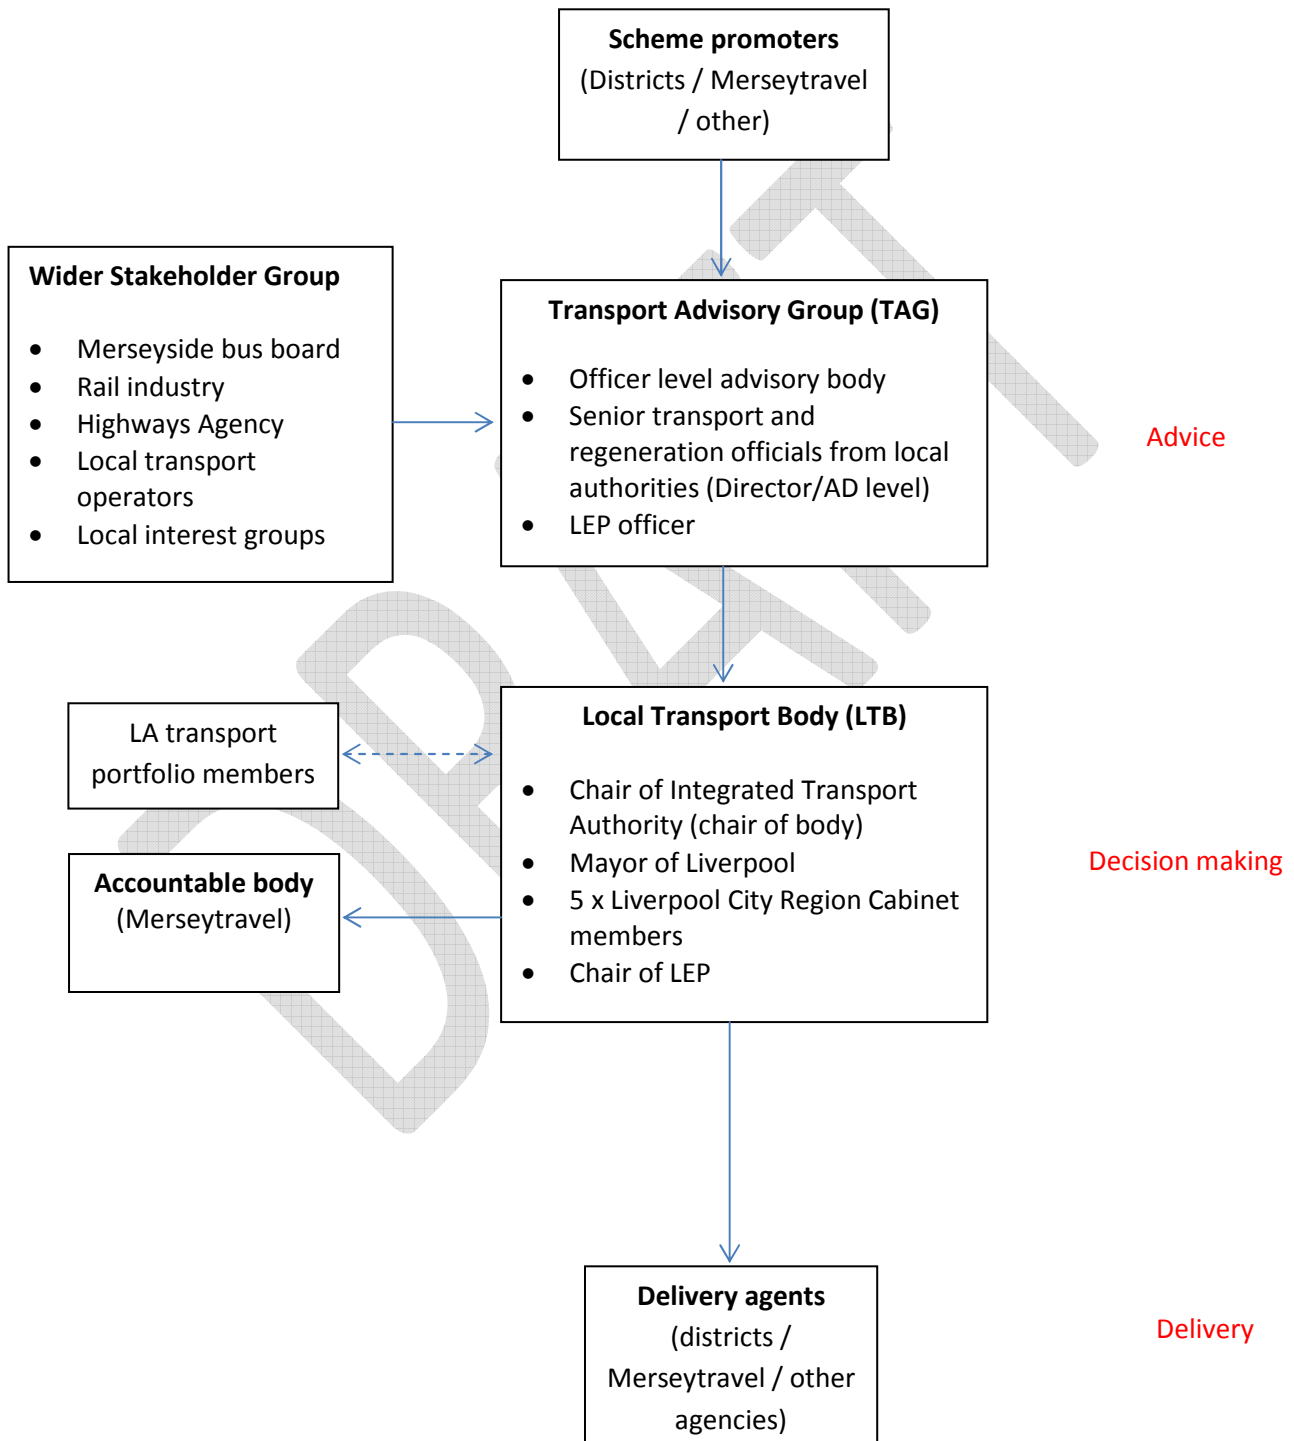 Scheme promoters
(Districts / Merseytravel
/ other)
Wider Stakeholder Group
• Merseyside bus board
• Rail industry
• Highways Agency
• Local transport
operators
• Local interest groups
Transport Advisory Group (TAG)
• Officer level advisory body
• Senior transport and
regeneration officials from local
authorities (Director/AD level)
• LEP officer
Advice
LA transport
portfolio members
Accountable body
(Merseytravel)
Local Transport Body (LTB)
• Chair of Integrated Transport
Authority (chair of body)
• Mayor of Liverpool
• 5 x Liverpool City Region Cabinet
members
• Chair of LEP
Decision making
Delivery agents
(districts /
Merseytravel / other
agencies)
Delivery
DRAFT